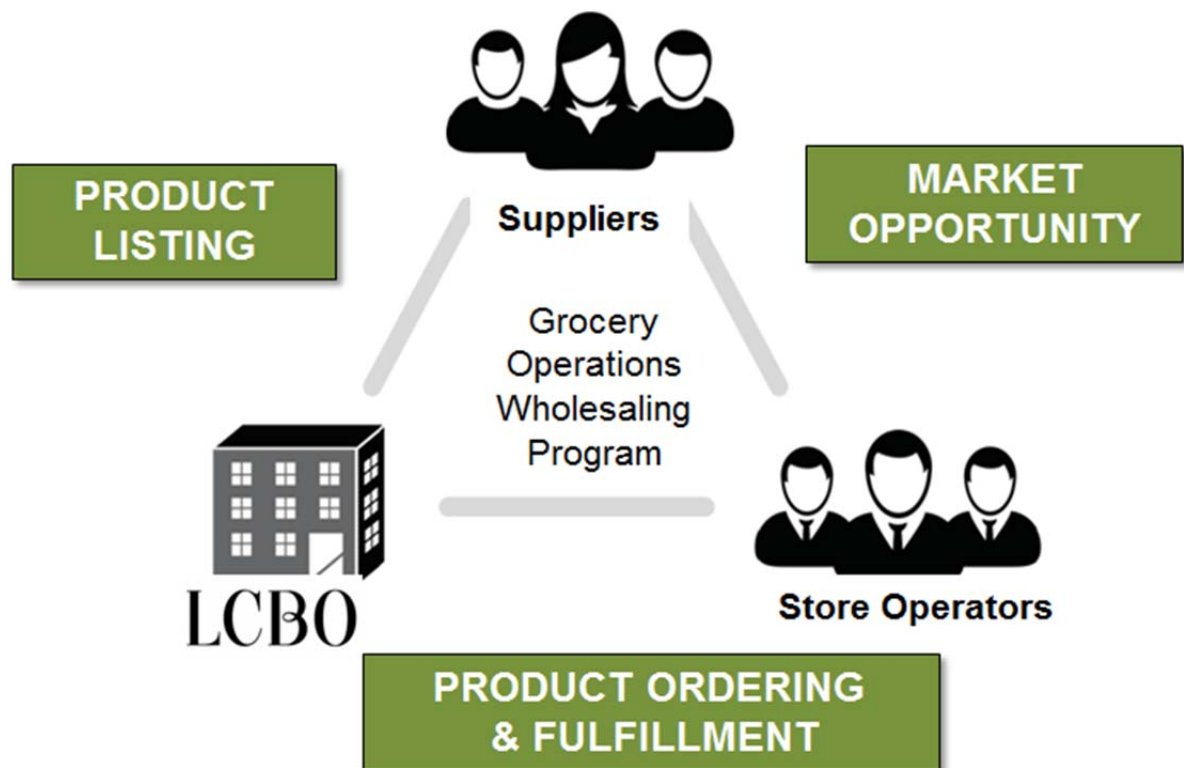 PRODUCT
LISTING
MARKET
OPPORTUNITY
Suppliers
Grocery
Operations
Wholesaling
Program
LCBO
Store Operators
PRODUCT ORDERING
& FULFILLMENT